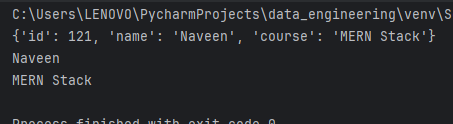 C:\Users\LENOVO\PycharmProjects\data_engineering\venv\S
{'id': 121, 'name': 'Naveen', 'course': 'MERN Stack'}
Naveen
MERN Stack
Process finished with exit code 0